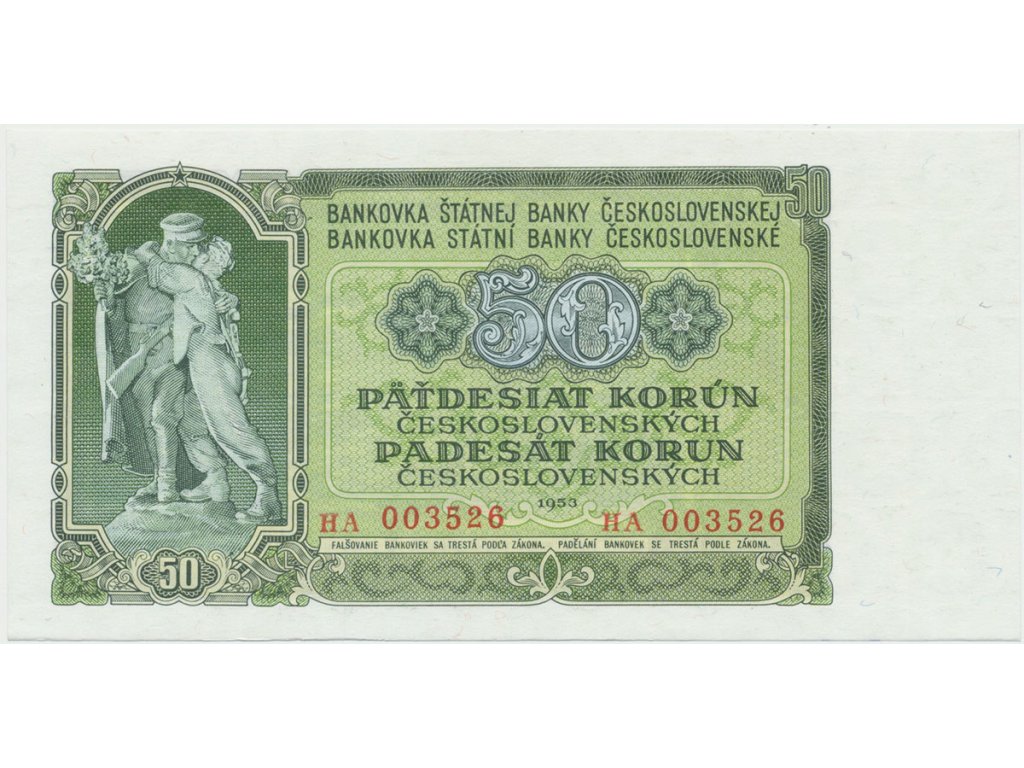 50
BANKOVKA ŠTÁTNEJ BANKY ČESKOSLOVENSKEJ
BANKOVKA STÁTNÍ BANKY ČESKOSLOVENSKÉ
50
PÄŤDESIAT KORÚN
ČESKOSLOVENSKÝCH
PADESÁT KORUN
ČESKOSLOVENSKÝCH
1953
HA 003526 HA 003526
FALŠOVANIE BANKOVIEK SA TRESTÁ PODĽA ZÁKONA. PADĚLÁNÍ BANKOVEK SE TRESTÁ PODLE ZÁKONA.
50